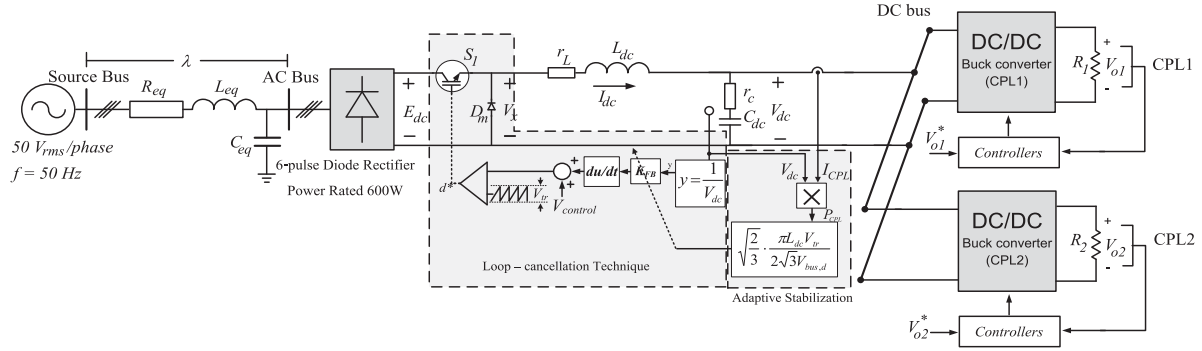 DC bus
λ
Source Bus
AC Bus
R_eq
L_eq
C_eq
50 V_rms/phase
f = 50 Hz
6-pulse Diode Rectifier
Power Rated 600W
E_dc
+
−
S_1
D_m
+
V_x
−
r_L
L_dc
I_dc
r_c
C_dc
+
V_dc
−
d*
V_tr
+
+
V_control
du/dt
K_FB
y
y = 1/V_dc
V_dc
I_CPL
×
P_CPL
√(2/3) · πL_dc V_tr / 2√3V_bus,d
Loop – cancellation Technique
Adaptive Stabilization
DC/DC
Buck converter
(CPL1)
R_1
+
V_o1
-
CPL1
V_o1*
Controllers
DC/DC
Buck converter
(CPL2)
R_2
+
V_o2
-
CPL2
V_o2*
Controllers